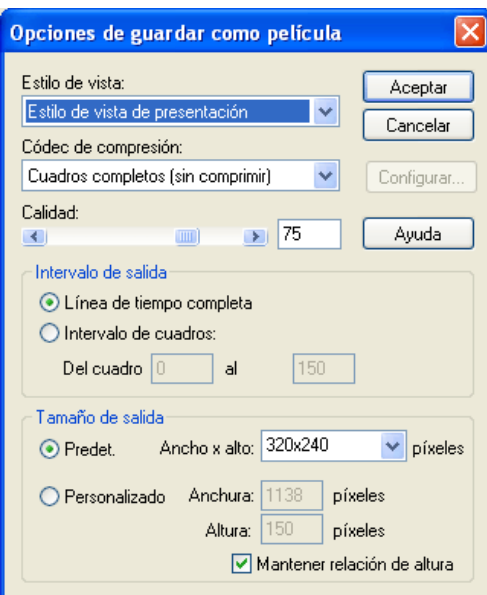 Opciones de guardar como película
Estilo de vista:
Aceptar
Estilo de vista de presentación
Cancelar
Códec de compresión:
Cuadros completos (sin comprimir)
Configurar...
Calidad:
75
Ayuda
Intervalo de salida
Línea de tiempo completa
Intervalo de cuadros:
Del cuadro 0 al 150
Tamaño de salida
Predet. Ancho x alto: 320x240 píxeles
Personalizado Anchura: 1138 píxeles
Altura: 150 píxeles
Mantener relación de altura